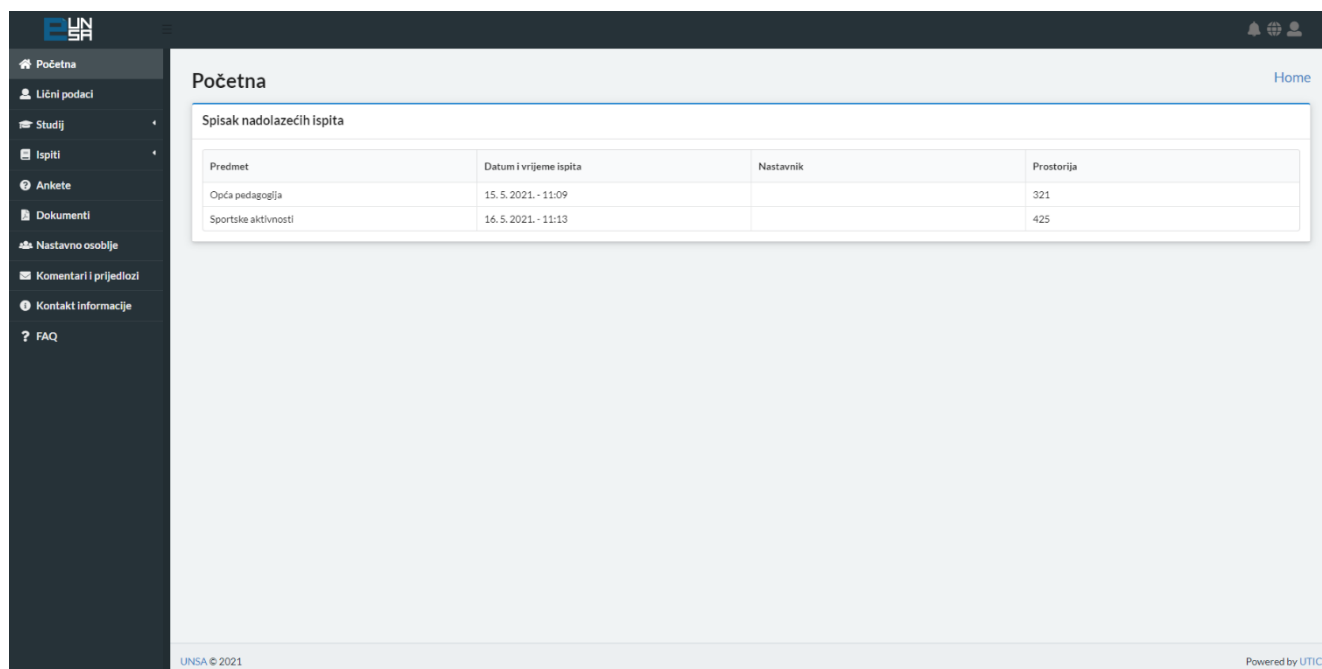 eUNSA
Početna
Lični podaci
Studij
Ispiti
Ankete
Dokumenti
Nastavno osoblje
Komentari i prijedlozi
Kontakt informacije
FAQ
Početna
Home
Spisak nadolazećih ispita
Predmet Datum i vrijeme ispita Nastavnik Prostorija
Opća pedagogija 15. 5. 2021. - 11:09 321
Sportske aktivnosti 16. 5. 2021. - 11:13 425
UNSA © 2021
Powered by UTIC